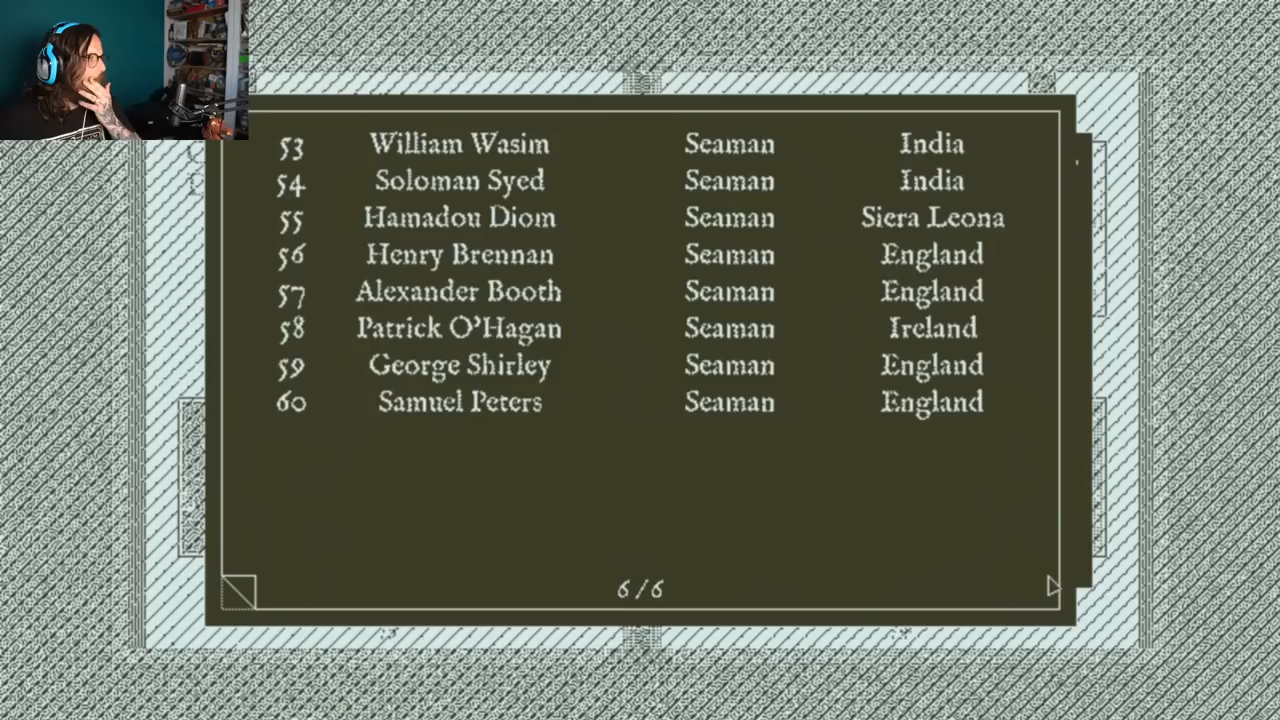 53 William Wasim Seaman India
54 Soloman Syed Seaman India
55 Hamadou Diom Seaman Siera Leona
56 Henry Brennan Seaman England
57 Alexander Booth Seaman England
58 Patrick O'Hagan Seaman Ireland
59 George Shirley Seaman England
60 Samuel Peters Seaman England
6/6